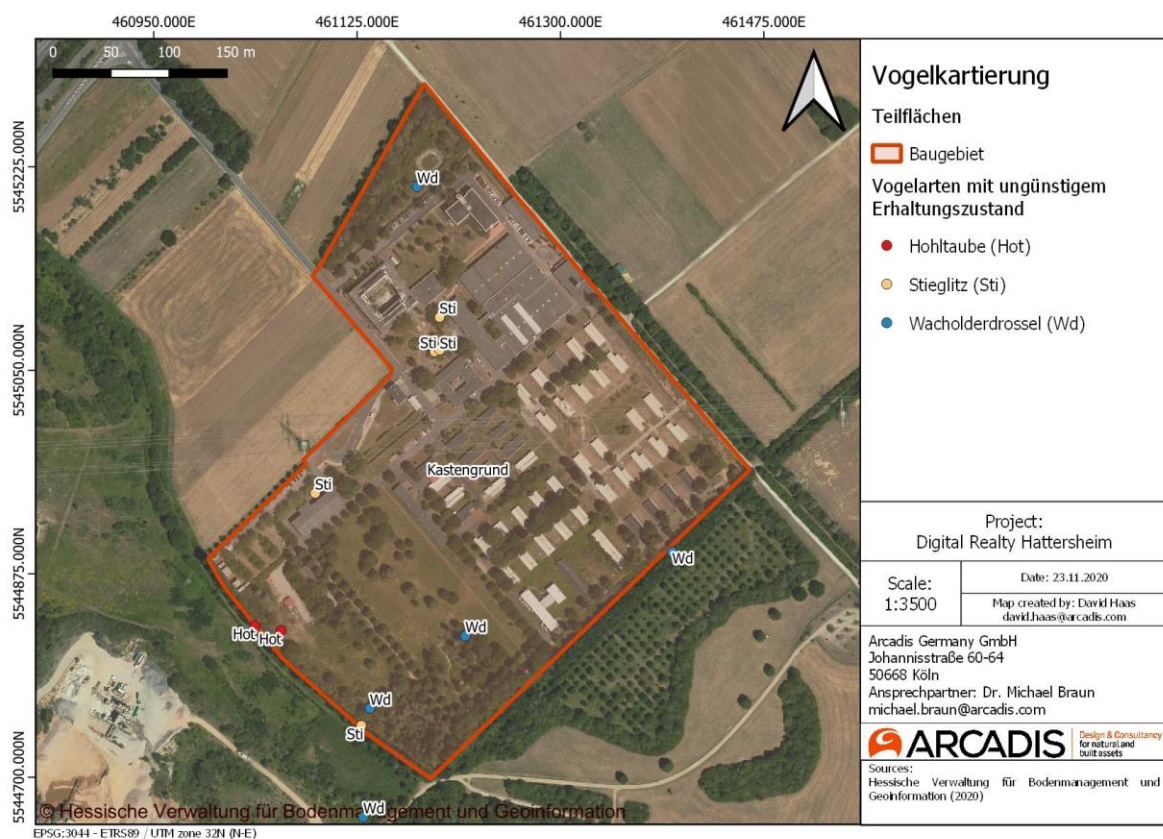 460950.000E
461125.000E
461300.000E
461475.000E
0
50
100
150 m
5545225.000N
5545050.000N
5544875.000N
5544700.000N
Wd
Sti
Sti Sti
Kastengrund
Sti
Wd
Hot
Hot
Wd
Wd
Sti
Wd
© Hessische Verwaltung für Bodenmanagement und Geoinformation
EPSG:3044 - ETRS89 / UTM zone 32N (N-E)
Vogelkartierung
Teilflächen
Baugebiet
Vogelarten mit ungünstigem
Erhaltungszustand
Hohltaube (Hot)
Stieglitz (Sti)
Wacholderdrossel (Wd)
Project:
Digital Realty Hattersheim
Scale:
1:3500
Date: 23.11.2020
Map created by: David Haas
david.haas@arcadis.com
Arcadis Germany GmbH
Johannisstraße 60-64
50668 Köln
Ansprechpartner: Dr. Michael Braun
michael.braun@arcadis.com
ARCADIS
Design & Consultancy
for natural and
built assets
Sources:
Hessische Verwaltung für Bodenmanagement und
Geoinformation (2020)